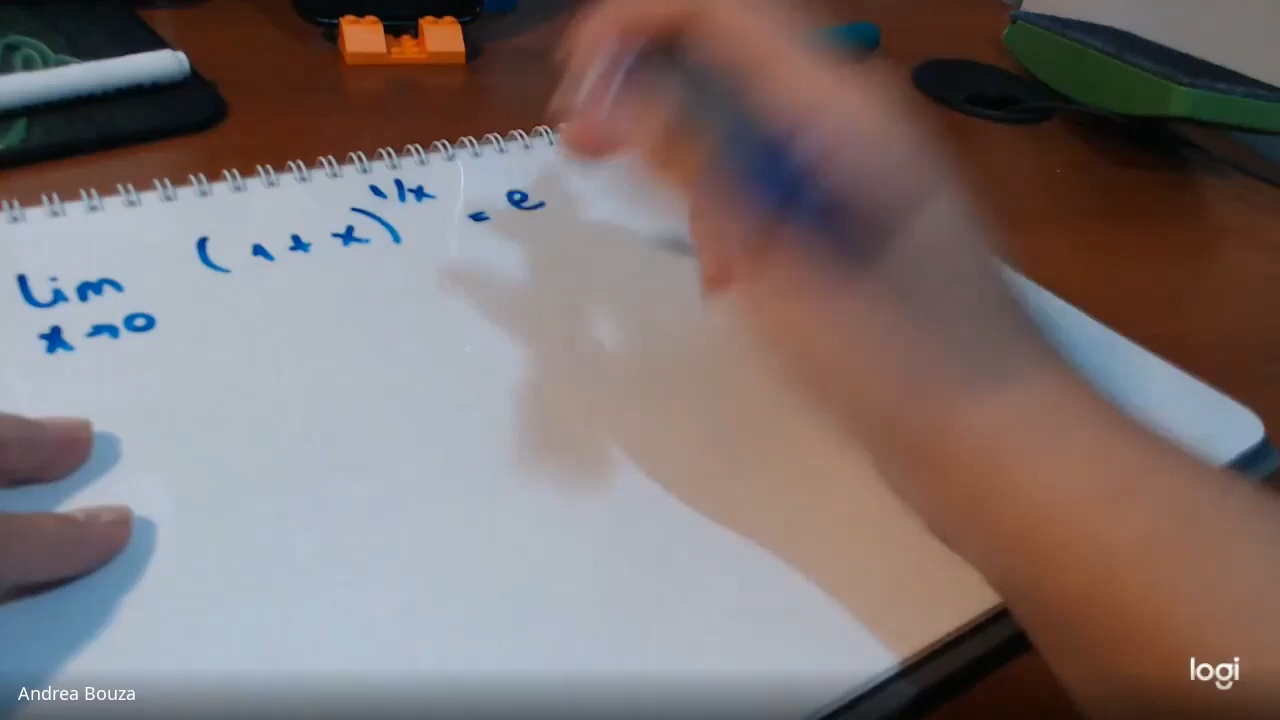 lim (1+x)^1/x = e
x→0
Andrea Bouza
logi